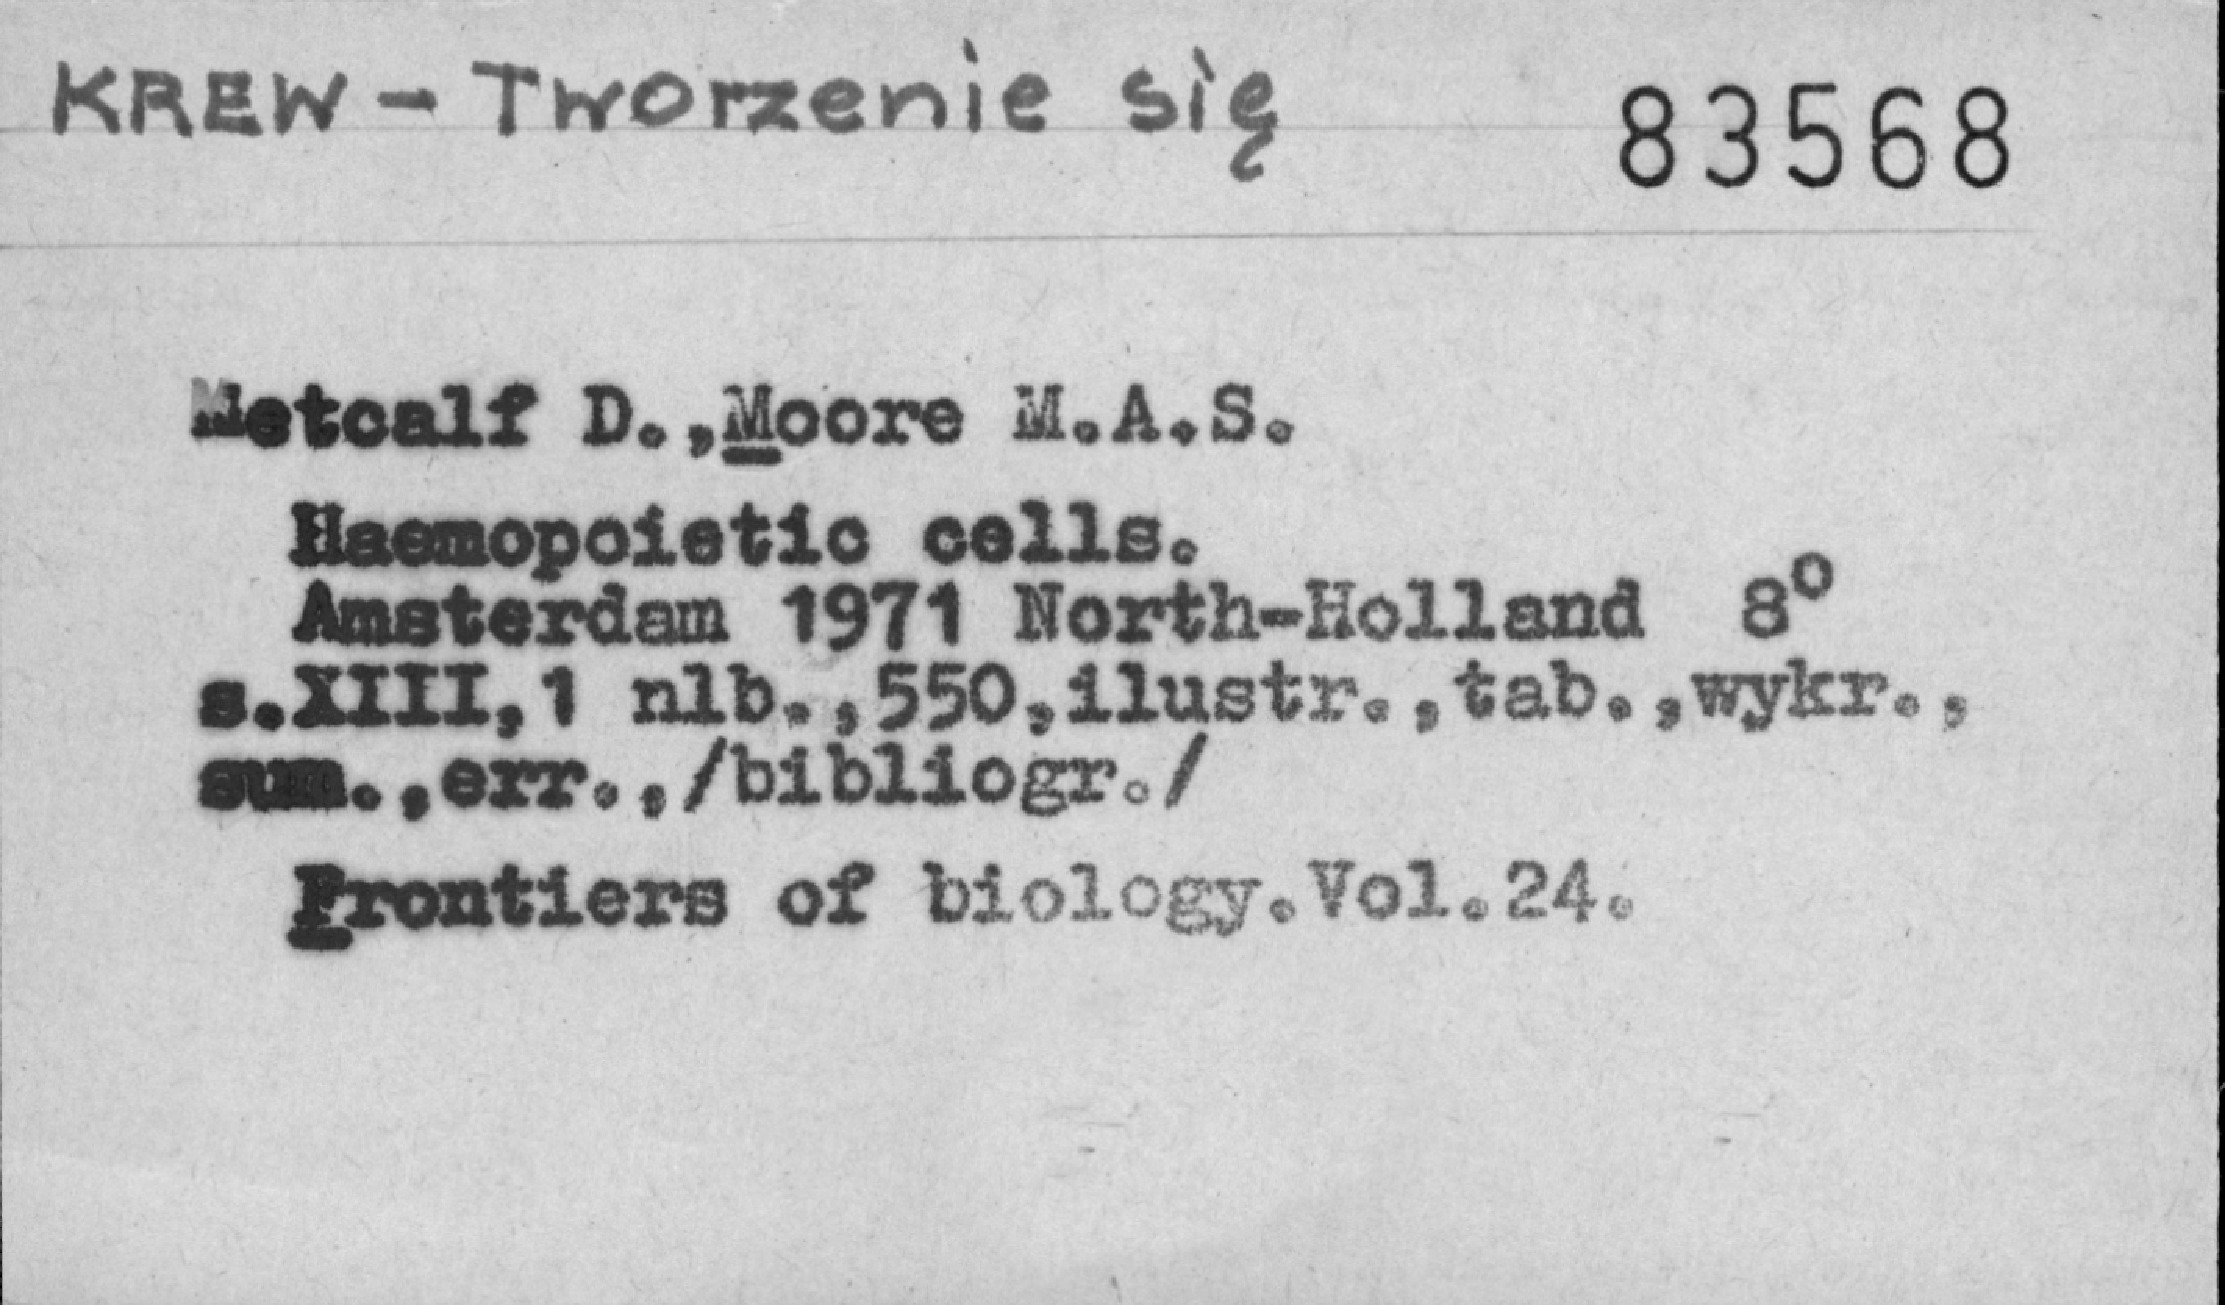 KREW - Tworzenie się 83568
Metcalf D.,Moore M.A.S.
Haemopoietic cells.
Amsterdam 1971 North-Holland 8º
s.XIII,1 nlb.,550,ilustr.,tab.,wykr.,
sum.,err.,/bibliogr./
Frontiers of biology.Vol.24.